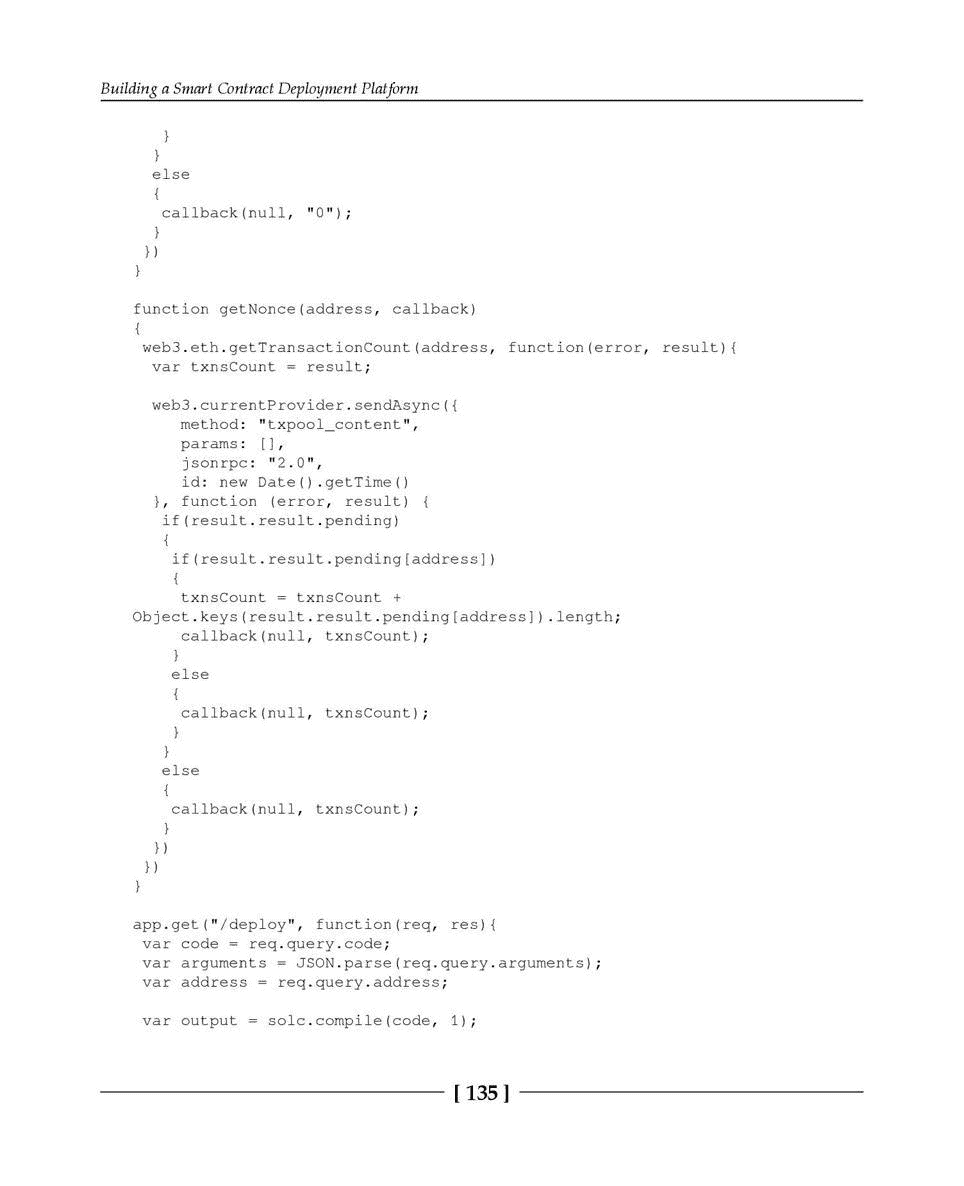 Building a Smart Contract Deployment Platform
}
}
else
{
callback(null, "0");
}
})
}
function getNonce(address, callback)
{
web3.eth.getTransactionCount(address, function(error, result){
var txnsCount = result;
web3.currentProvider.sendAsync({
method: "txpool_content",
params: [],
jsonrpc: "2.0",
id: new Date().getTime()
}, function (error, result) {
if(result.result.pending)
{
if(result.result.pending[address])
{
txnsCount = txnsCount +
Object.keys(result.result.pending[address]).length;
callback(null, txnsCount);
}
else
{
callback(null, txnsCount);
}
}
else
{
callback(null, txnsCount);
}
})
})
}
app.get("/deploy", function(req, res){
var code = req.query.code;
var arguments = JSON.parse(req.query.arguments);
var address = req.query.address;
var output = solc.compile(code, 1);
[ 135 ]